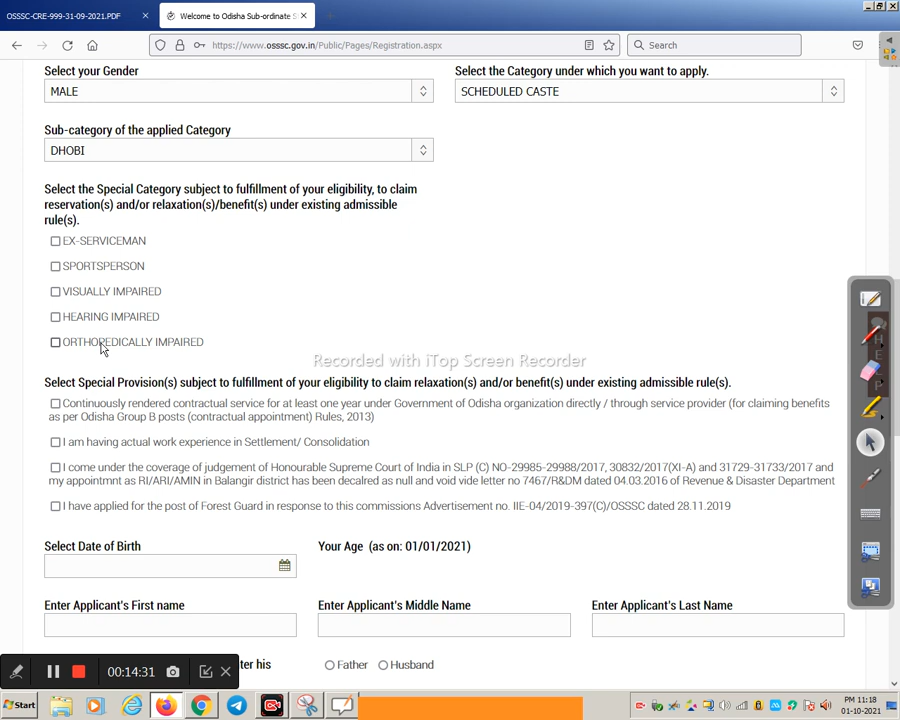 OSSSC-CRE-999-31-09-2021.PDF
Welcome to Odisha Sub-ordinate S
https://www.osssc.gov.in/Public/Pages/Registration.aspx
Search
Select your Gender
Select the Category under which you want to apply.
MALE
SCHEDULED CASTE
Sub-category of the applied Category
DHOBI
Select the Special Category subject to fulfillment of your eligibility, to claim
reservation(s) and/or relaxation(s)/benefit(s) under existing admissible
rule(s).
EX-SERVICEMAN
SPORTSPERSON
VISUALLY IMPAIRED
HEARING IMPAIRED
ORTHOPEDICALLY IMPAIRED
Recorded with iTop Screen Recorder
Select Special Provision(s) subject to fulfillment of your eligibility to claim relaxation(s) and/or benefit(s) under existing admissible rule(s).
Continuously rendered contractual service for at least one year under Government of Odisha organization directly / through service provider (for claiming benefits
as per Odisha Group B posts (contractual appointment) Rules, 2013)
I am having actual work experience in Settlement/ Consolidation
I come under the coverage of judgement of Honourable Supreme Court of India in SLP (C) NO-29985-29988/2017, 30832/2017(XI-A) and 31729-31733/2017 and
my appointmnt as RI/ARI/AMIN in Balangir district has been decalred as null and void vide letter no 7467/R&DM dated 04.03.2016 of Revenue & Disaster Department
I have applied for the post of Forest Guard in response to this commissions Advertisement no. IIE-04/2019-397(C)/OSSSC dated 28.11.2019
Select Date of Birth
Your Age (as on: 01/01/2021)
Enter Applicant's First name
Enter Applicant's Middle Name
Enter Applicant's Last Name
ter his
Father
Husband
00:14:31
HELP
Start
PM 11:18
01-10-2021